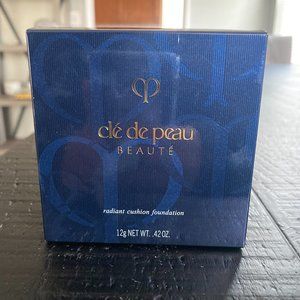 clé de peau
BEAUTÉ
radiant cushion foundation
12g NET WT. .42 OZ.